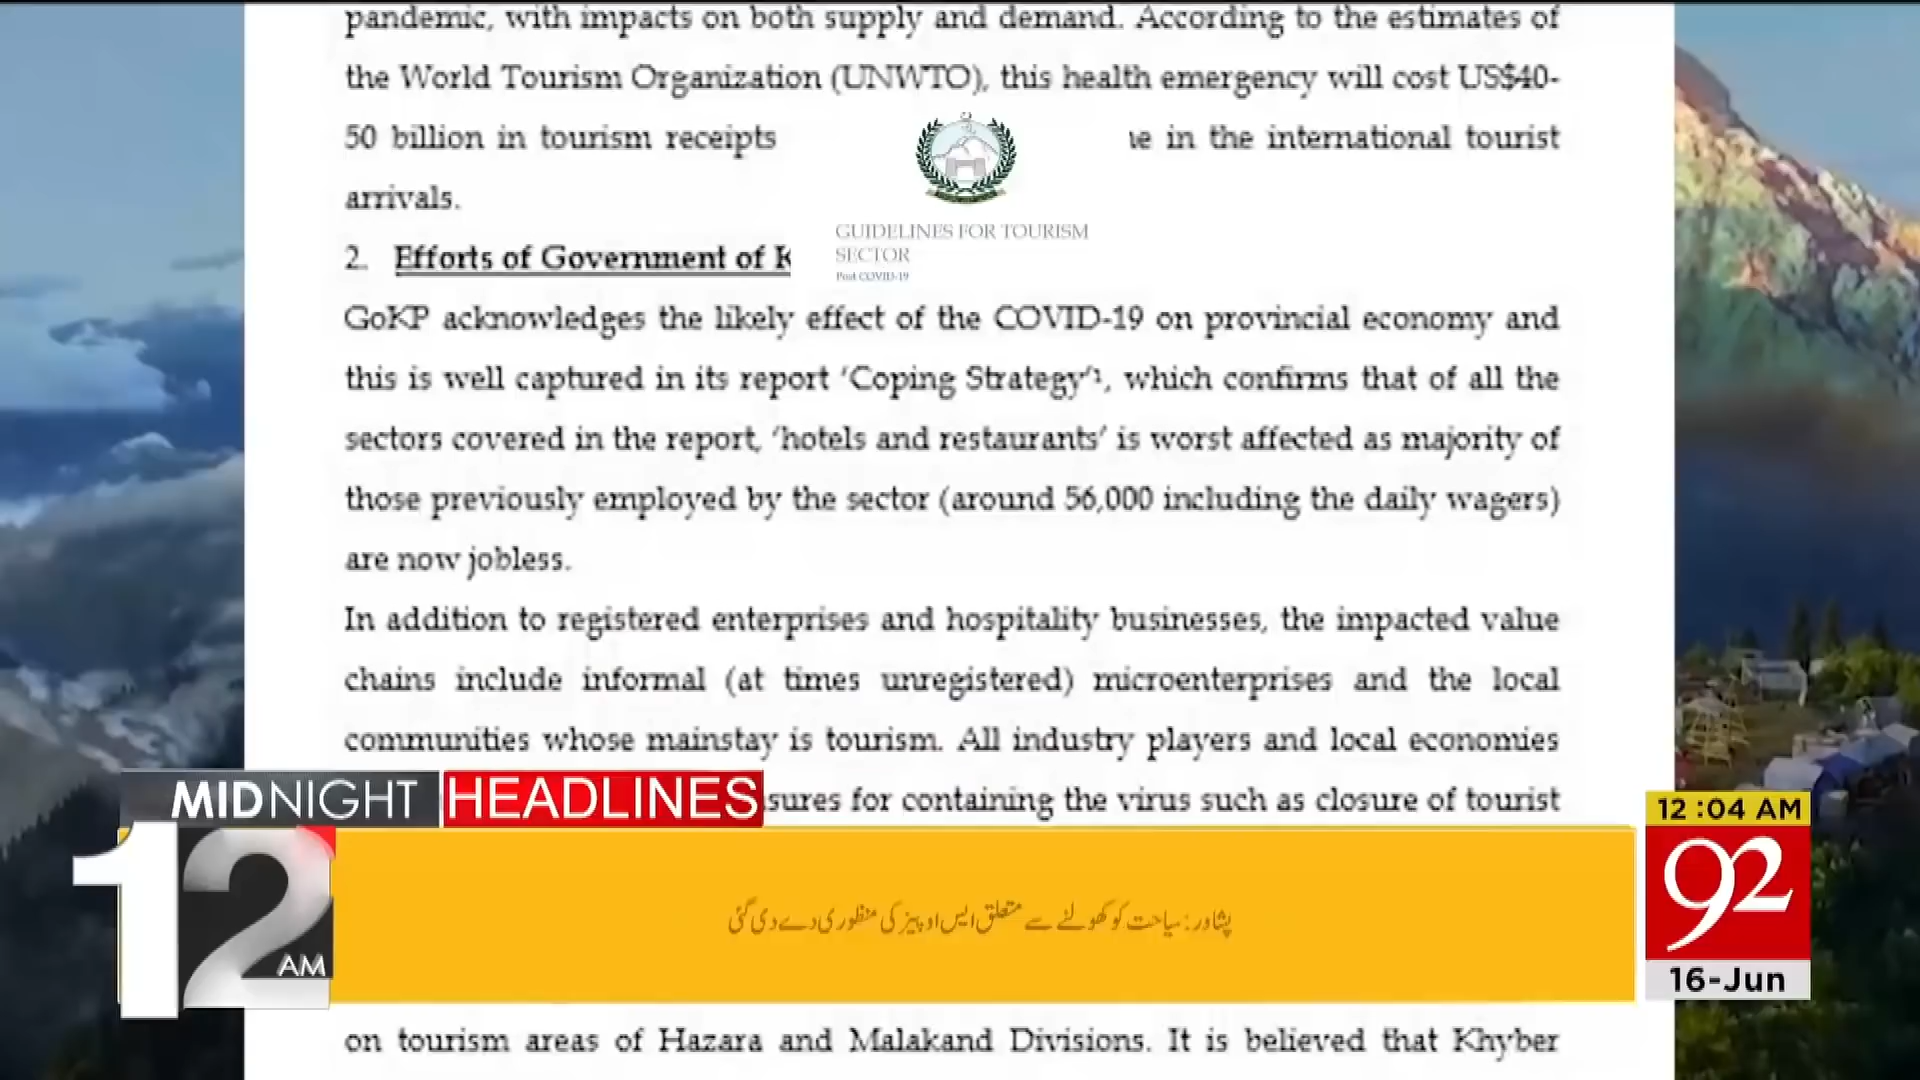 pandemic, with impacts on both supply and demand. According to the estimates of
the World Tourism Organization (UNWTO), this health emergency will cost US$40-
50 billion in tourism receipts
in the international tourist
arrivals.
GUIDELINES FOR TOURISM
SECTOR
Post COVID-19
2. Efforts of Government of K
GoKP acknowledges the likely effect of the COVID-19 on provincial economy and
this is well captured in its report ‘Coping Strategy’¹, which confirms that of all the
sectors covered in the report, ‘hotels and restaurants’ is worst affected as majority of
those previously employed by the sector (around 56,000 including the daily wagers)
are now jobless.
In addition to registered enterprises and hospitality businesses, the impacted value
chains include informal (at times unregistered) microenterprises and the local
communities whose mainstay is tourism. All industry players and local economies
sures for containing the virus such as closure of tourist
MIDNIGHT HEADLINES
12 AM
پشاور: سیاحت کو کھولنے سے متعلق ایس او پیز کی منظوری دے دی گئی
12:04 AM
92
16-Jun
on tourism areas of Hazara and Malakand Divisions. It is believed that Khyber